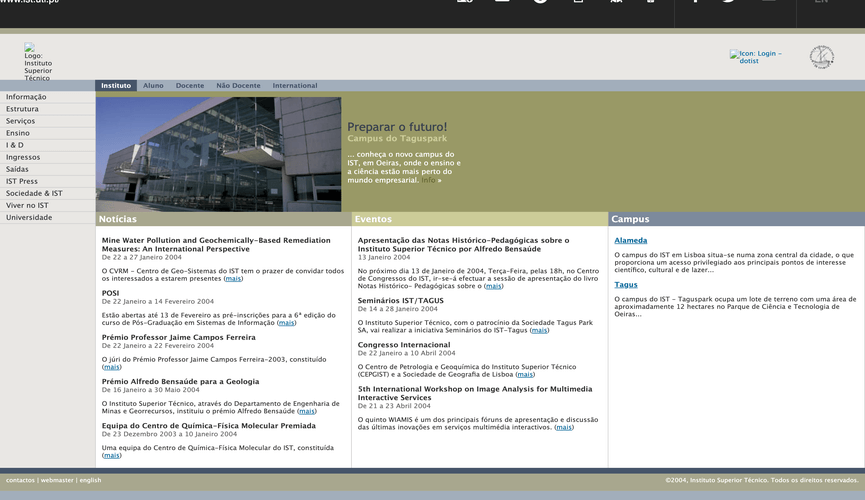 www.ist.utl.pt
EN
Logo:
Instituto
Superior
Técnico
Icon: Login -
dotist
Instituto Aluno Docente Não Docente International
Informação
Estrutura
Serviços
Ensino
I & D
Ingressos
Saídas
IST Press
Sociedade & IST
Viver no IST
Universidade
IST
Preparar o futuro!
Campus do Taguspark
... conheça o novo campus do
IST, em Oeiras, onde o ensino e
a ciência estão mais perto do
mundo empresarial. Info »
Notícias
Mine Water Pollution and Geochemically-Based Remediation
Measures: An International Perspective
De 22 a 27 Janeiro 2004
O CVRM - Centro de Geo-Sistemas do IST tem o prazer de convidar todos
os interessados a estarem presentes (mais)
POSI
De 22 Janeiro a 14 Fevereiro 2004
Estão abertas até 13 de Fevereiro as pré-inscrições para a 6ª edição do
curso de Pós-Graduação em Sistemas de Informação (mais)
Prémio Professor Jaime Campos Ferreira
De 22 Janeiro a 22 Fevereiro 2004
O júri do Prémio Professor Jaime Campos Ferreira-2003, constituído
(mais)
Prémio Alfredo Bensaúde para a Geologia
De 16 Janeiro a 30 Maio 2004
O Instituto Superior Técnico, através do Departamento de Engenharia de
Minas e Georrecursos, instituiu o prémio Alfredo Bensaúde (mais)
Equipa do Centro de Química-Física Molecular Premiada
De 23 Dezembro 2003 a 10 Janeiro 2004
Uma equipa do Centro de Química-Física Molecular do IST, constituída
(mais)
Eventos
Apresentação das Notas Histórico-Pedagógicas sobre o
Instituto Superior Técnico por Alfredo Bensaúde
13 Janeiro 2004
No próximo dia 13 de Janeiro de 2004, Terça-Feira, pelas 18h, no Centro
de Congressos do IST, ir-se-á efectuar a sessão de apresentação do livro
Notas Histórico- Pedagógicas sobre o (mais)
Seminários IST/TAGUS
De 14 a 28 Janeiro 2004
O Instituto Superior Técnico, com o patrocínio da Sociedade Tagus Park
SA, vai realizar a iniciativa Seminários do IST-Tagus (mais)
Congresso Internacional
De 22 Janeiro a 10 Abril 2004
O Centro de Petrologia e Geoquímica do Instituto Superior Técnico
(CEPGIST) e a Sociedade de Geografia de Lisboa (mais)
5th International Workshop on Image Analysis for Multimedia
Interactive Services
De 21 a 23 Abril 2004
O quinto WIAMIS é um dos principais fóruns de apresentação e discussão
das últimas inovações em serviços multimédia interactivos. (mais)
Campus
Alameda
O campus do IST em Lisboa situa-se numa zona central da cidade, o que
proporciona um acesso privilegiado aos principais pontos de interesse
científico, cultural e de lazer...
Tagus
O campus do IST - Taguspark ocupa um lote de terreno com uma área de
aproximadamente 12 hectares no Parque de Ciência e Tecnologia de
Oeiras...
contactos | webmaster | english
©2004, Instituto Superior Técnico. Todos os direitos reservados.